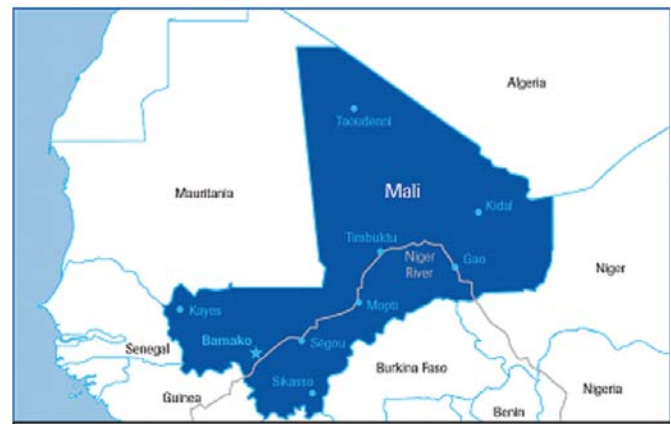 Algeria
Taoudenoi
Mauritania
Mali
Kidal
Timbuktu
Niger
River
Gao
Niger
Kayes
Mopti
Senegal
Bamako
Ségou
Burkina Faso
Sikasso
Guinea
Nigeria
Benin